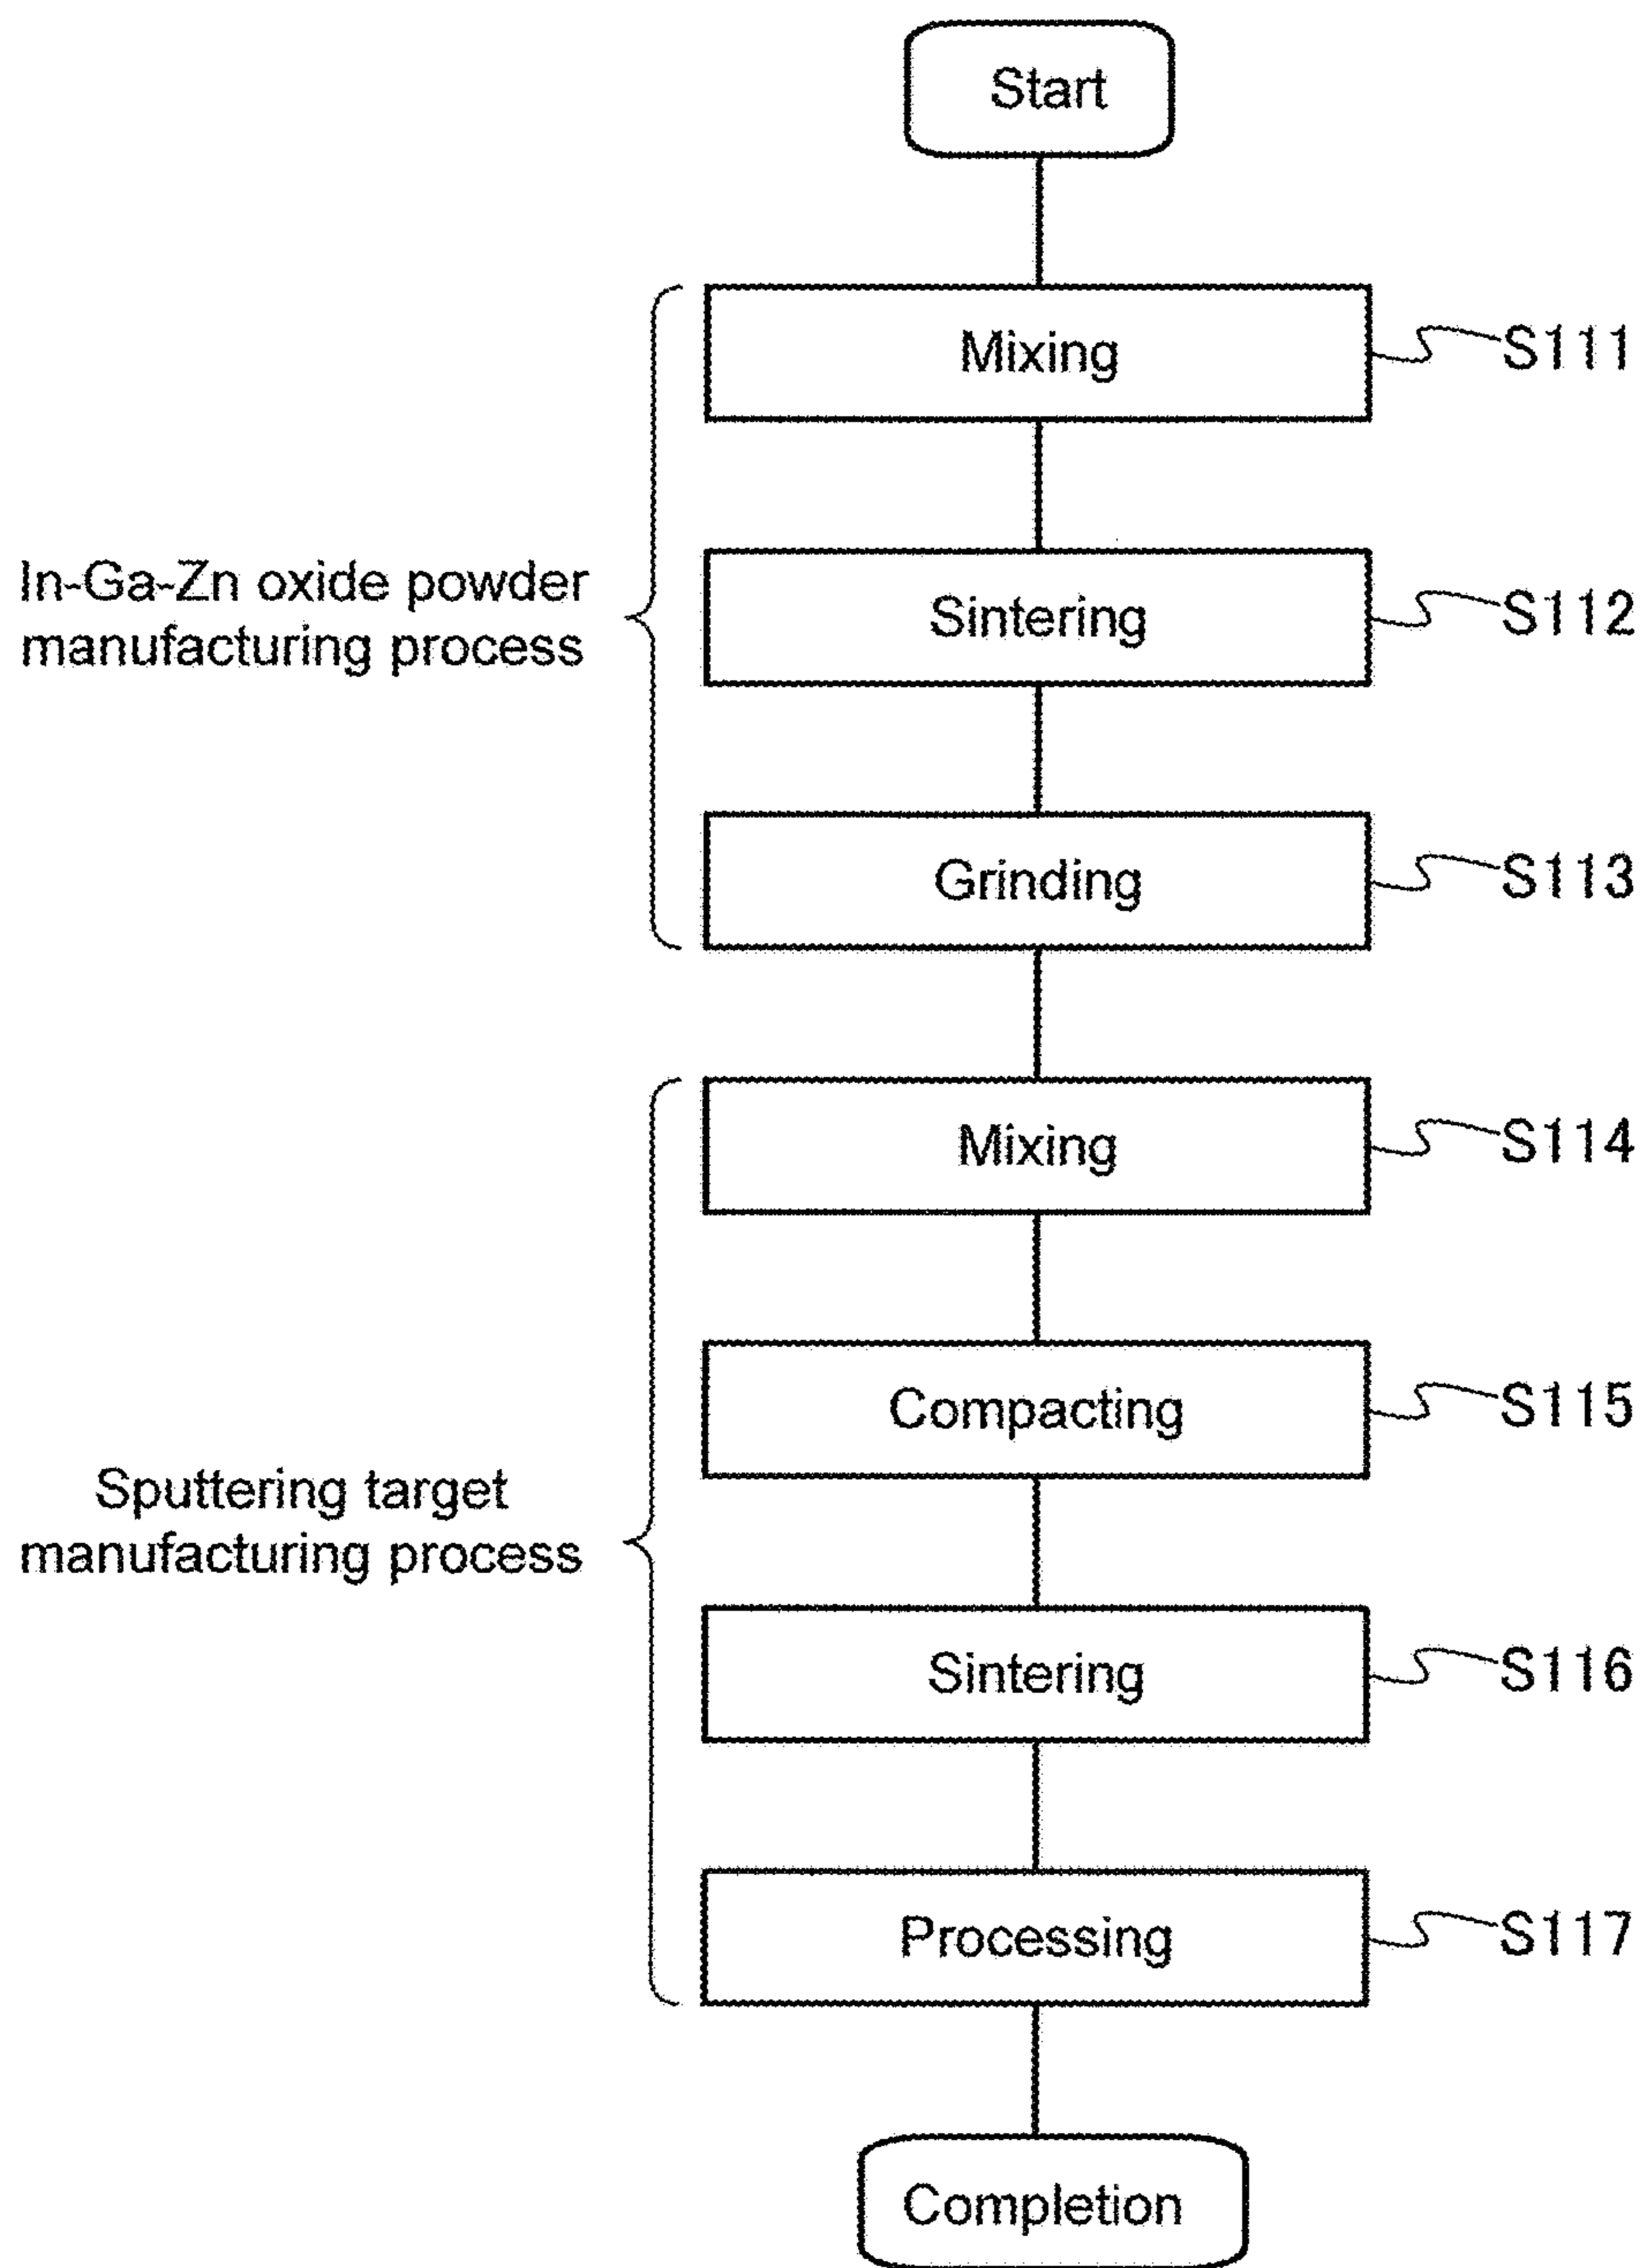 Start
Mixing
S111
In-Ga-Zn oxide powder
manufacturing process
Sintering
S112
Grinding
S113
Mixing
S114
Compacting
S115
Sputtering target
manufacturing process
Sintering
S116
Processing
S117
Completion